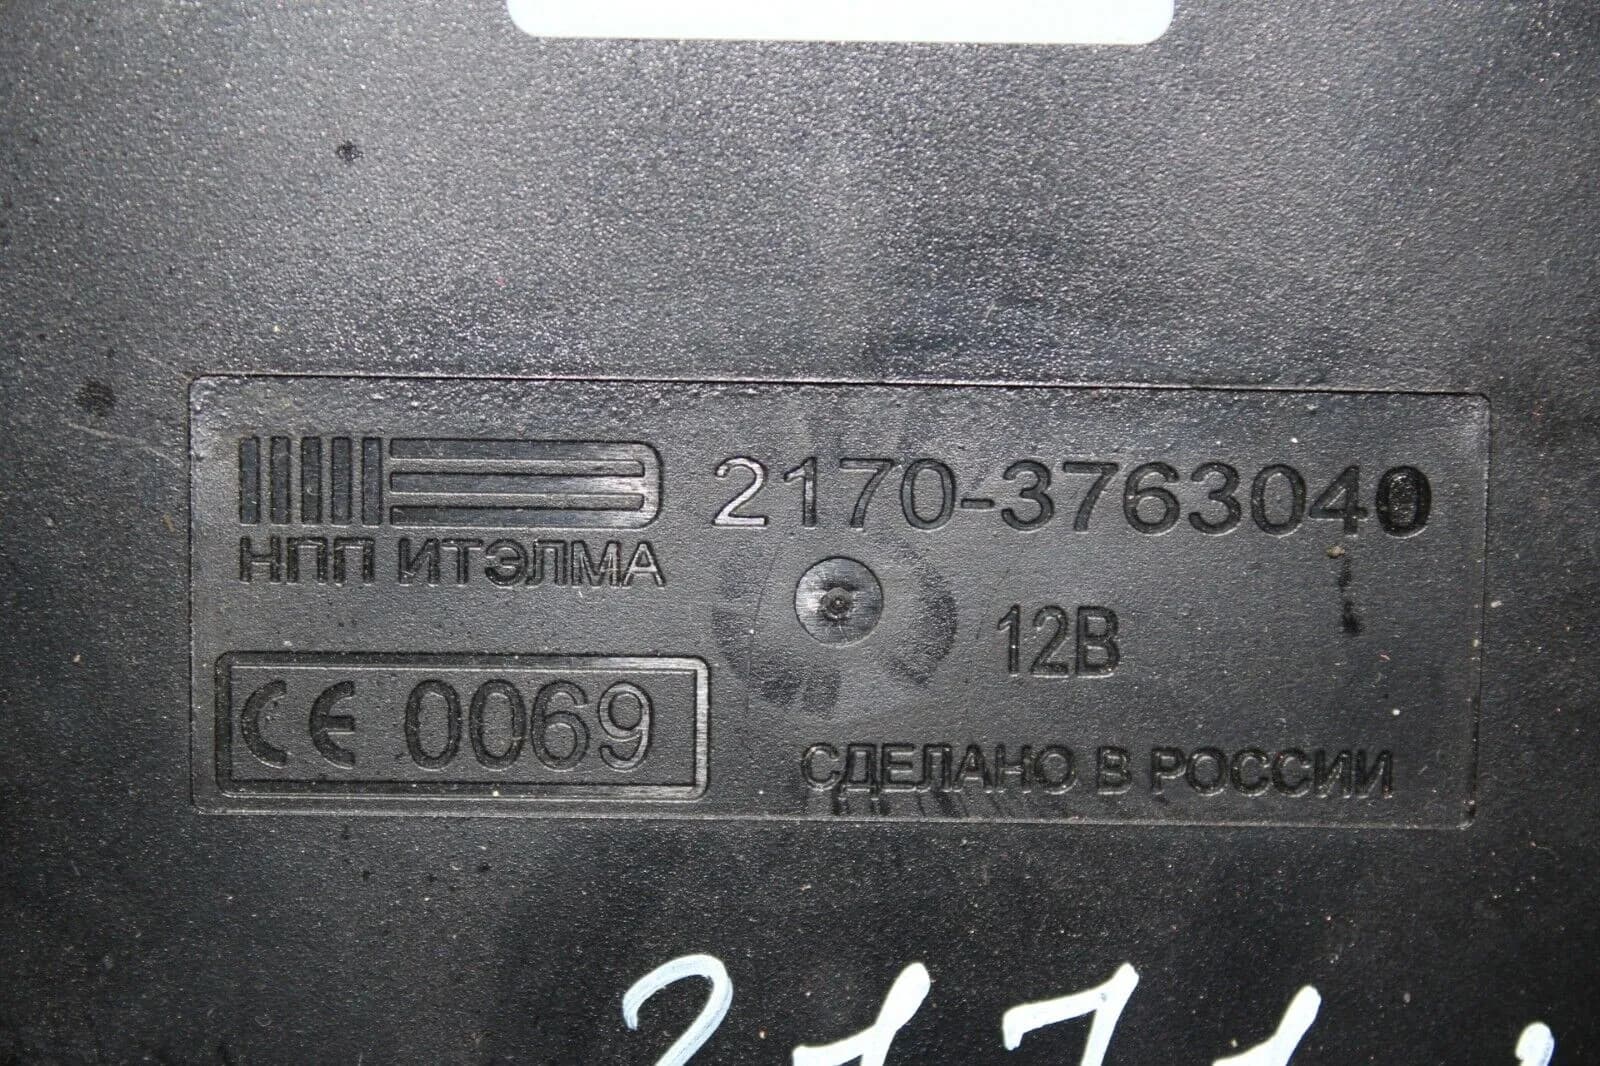 2170-3763040
НПП ИТЭЛМА
12В
CE 0069
СДЕЛАНО В РОССИИ